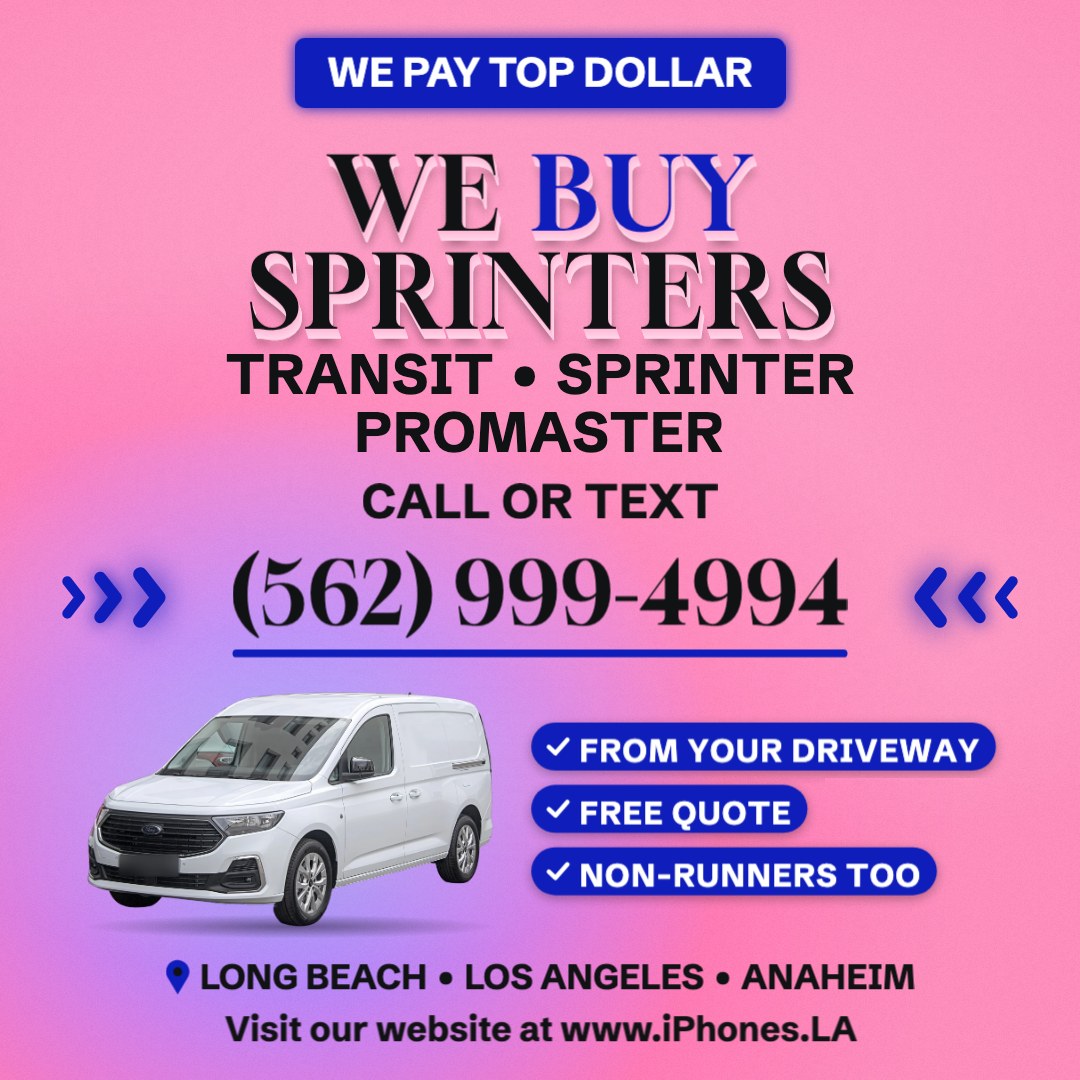 WE PAY TOP DOLLAR
WE BUY
SPRINTERS
TRANSIT • SPRINTER
PROMASTER
CALL OR TEXT
(562) 999-4994
FROM YOUR DRIVEWAY
FREE QUOTE
NON-RUNNERS TOO
LONG BEACH • LOS ANGELES • ANAHEIM
Visit our website at www.iPhones.LA